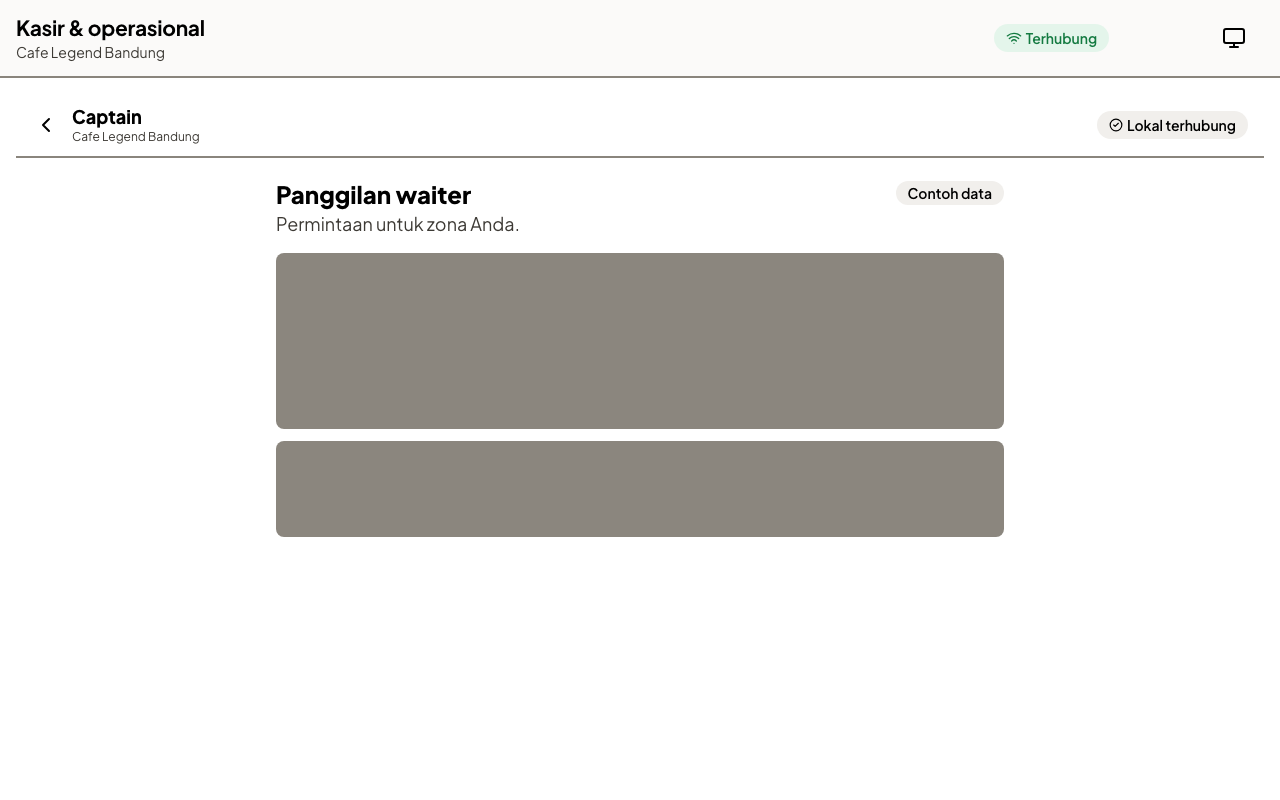 Kasir & operasional
Cafe Legend Bandung
Terhubung
Captain
Cafe Legend Bandung
Lokal terhubung
Panggilan waiter
Contoh data
Permintaan untuk zona Anda.